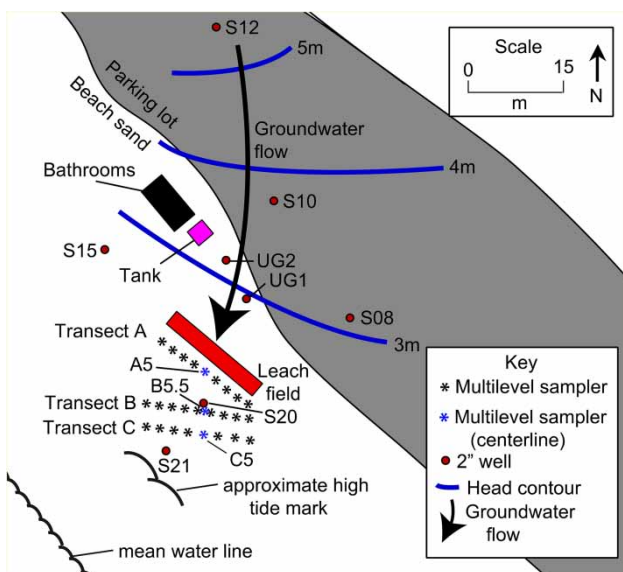 S12
5m
Scale
0 15
m
N
Parking lot
Beach sand
Groundwater
flow
4m
Bathrooms
S10
S15
Tank
UG2
UG1
S08
3m
Transect A
A5
Leach
field
B5.5
Transect B
S20
Transect C
S21
C5
approximate high
tide mark
mean water line
Key
Multilevel sampler
Multilevel sampler
(centerline)
2" well
Head contour
Groundwater
flow